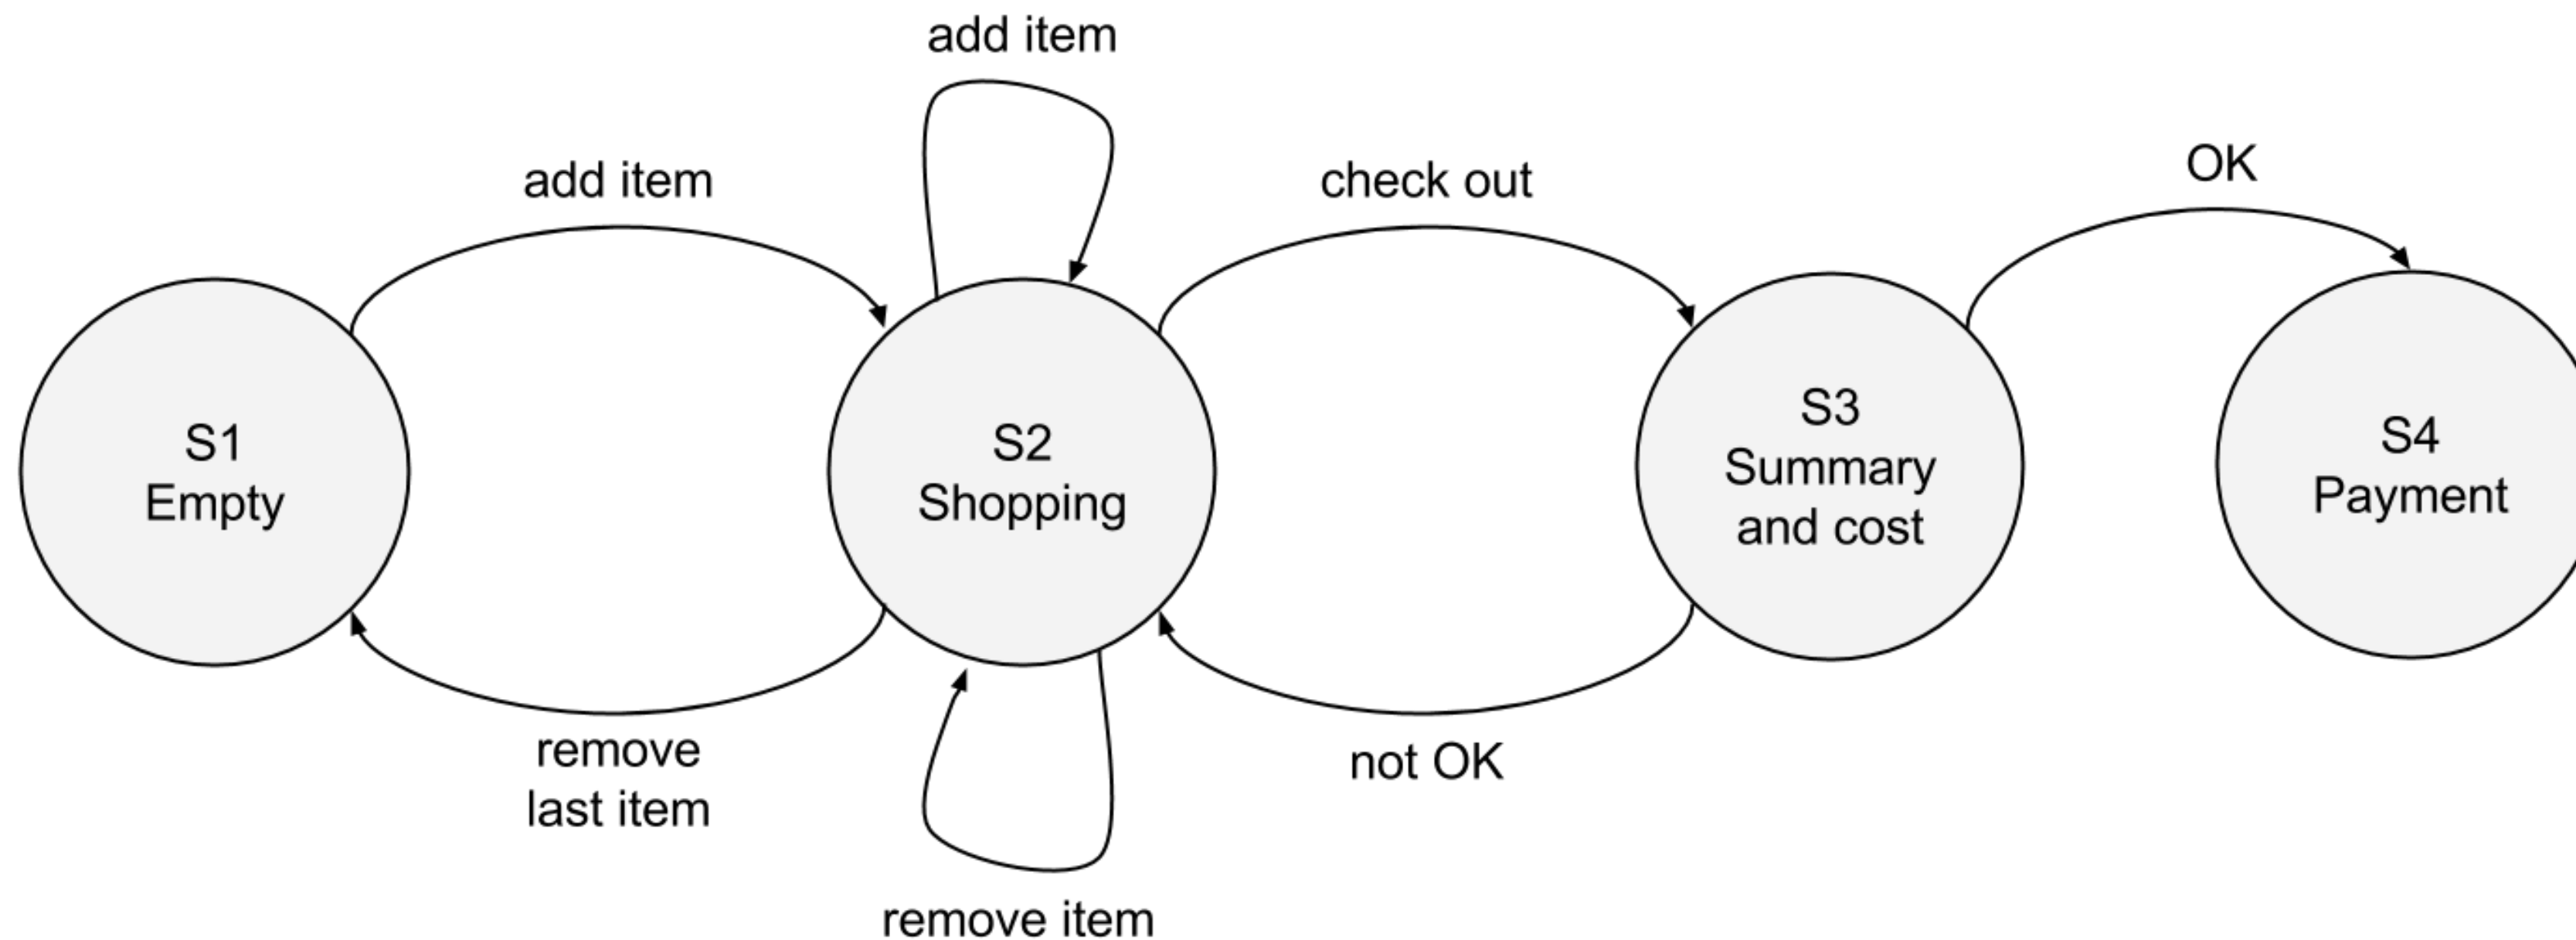 add item
add item
check out
OK
S1
Empty
S2
Shopping
S3
Summary
and cost
S4
Payment
remove
last item
not OK
remove item